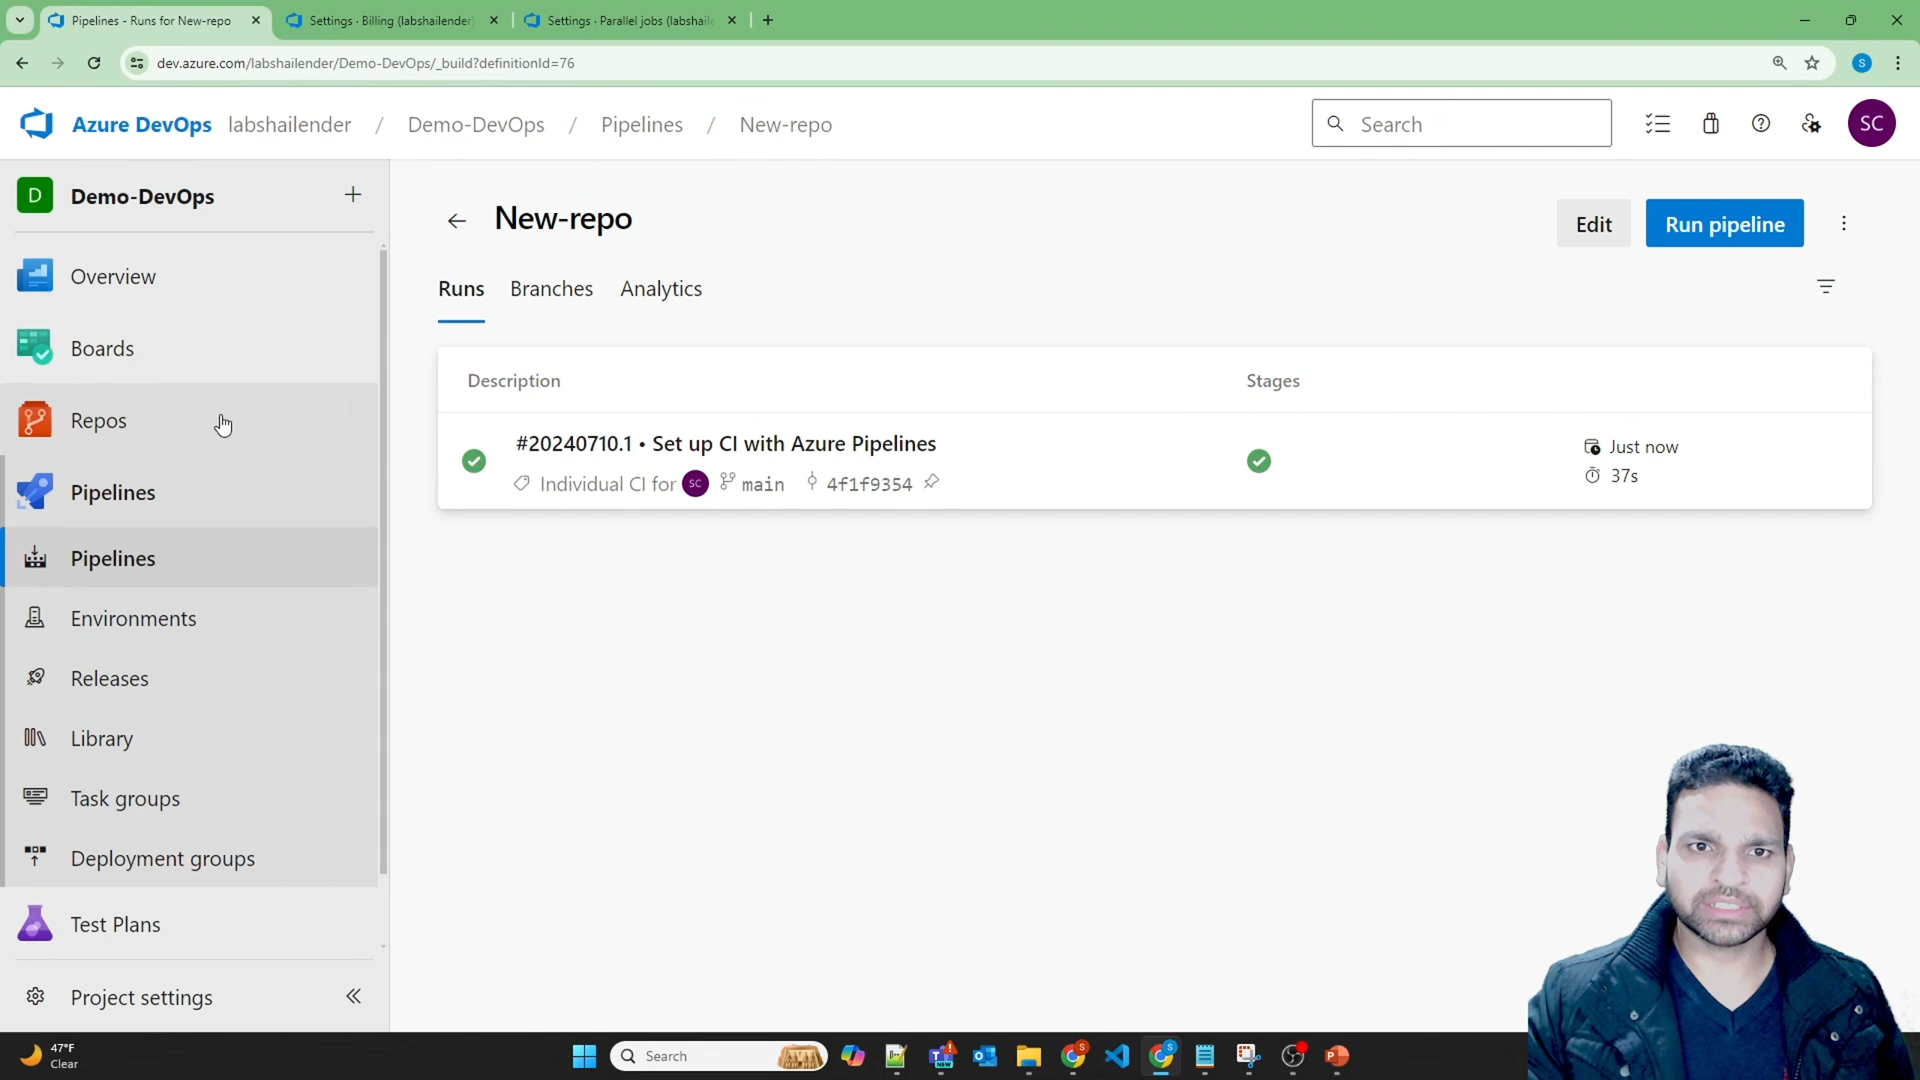 Pipelines - Runs for New-repo
Settings · Billing (labshailender)
Settings · Parallel jobs (labshaile
dev.azure.com/labshailender/Demo-DevOps/_build?definitionId=76
S
Azure DevOps labshailender / Demo-DevOps / Pipelines / New-repo
Search
SC
D Demo-DevOps
Overview
Boards
Repos
Pipelines
Pipelines
Environments
Releases
Library
Task groups
Deployment groups
Test Plans
Project settings
New-repo
Edit
Run pipeline
Runs Branches Analytics
Description Stages
#20240710.1 • Set up CI with Azure Pipelines
Individual CI for SC main 4f1f9354
Just now
37s
47°F
Clear
Search